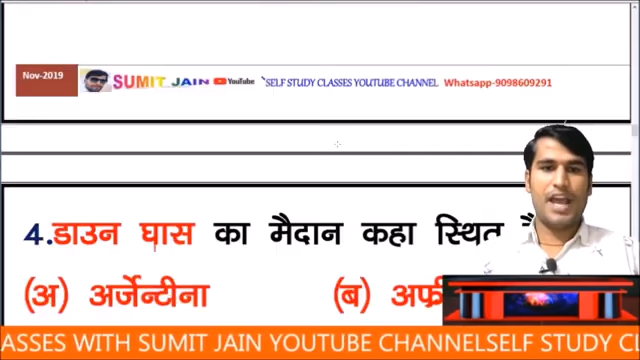 Nov-2019
SUMIT JAIN YouTube `SELF STUDY CLASSES YOUTUBE CHANNEL Whatsapp-9098609291
4.डाउन घास का मैदान कहा स्थित है
(अ) अर्जेन्टीना (ब)
ASSES WITH SUMIT JAIN YOUTUBE CHANNELSELF STUDY CL